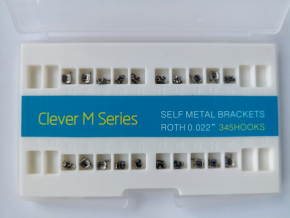 Clever M Series
SELF METAL BRACKETS
ROTH 0.022" 345HOOKS